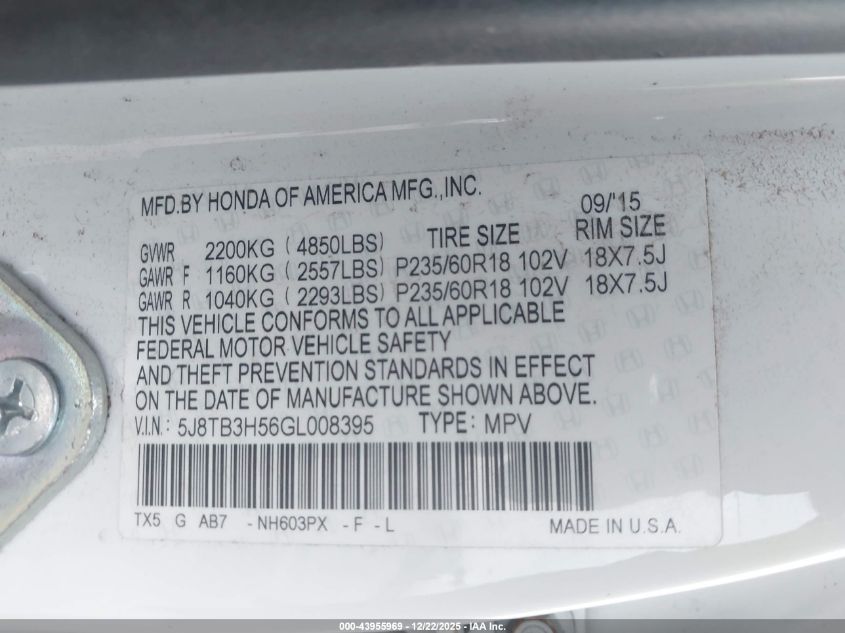 MFD.BY HONDA OF AMERICA MFG.,INC.
09/'15
GVWR 2200KG ( 4850LBS) TIRE SIZE RIM SIZE
GAWR F 1160KG ( 2557LBS) P235/60R18 102V 18X7.5J
GAWR R 1040KG ( 2293LBS) P235/60R18 102V 18X7.5J
THIS VEHICLE CONFORMS TO ALL APPLICABLE
FEDERAL MOTOR VEHICLE SAFETY
AND THEFT PREVENTION STANDARDS IN EFFECT
ON THE DATE OF MANUFACTURE SHOWN ABOVE.
V.I.N.: 5J8TB3H56GL008395 TYPE: MPV
TX5 G AB7 -NH603PX -F -L MADE IN U.S.A.
000-43955969 - 12/22/2025 - IAA Inc.